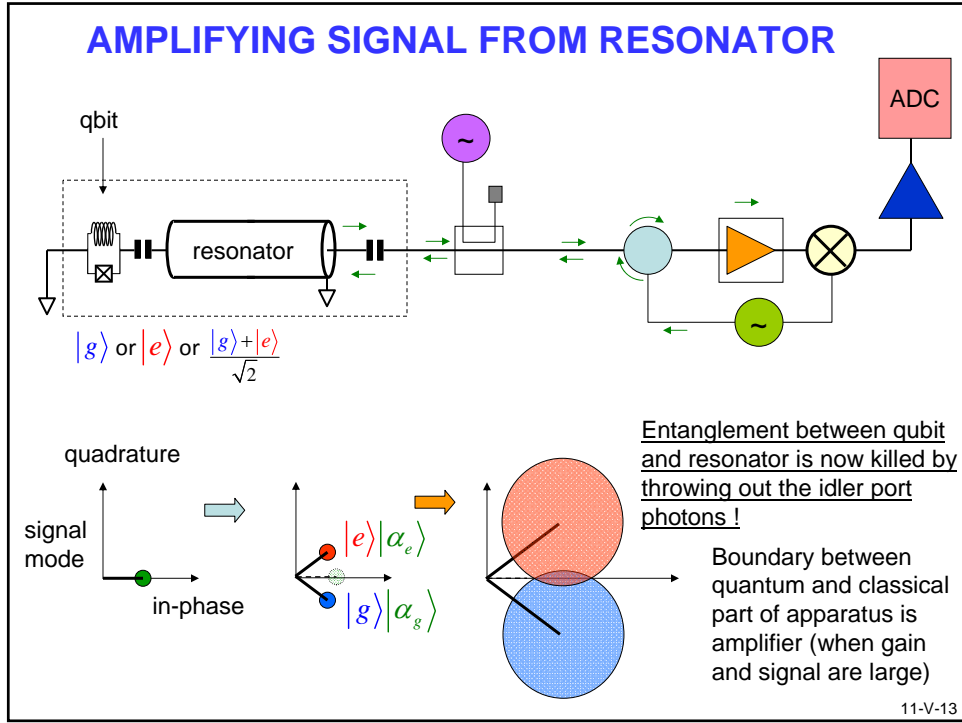 AMPLIFYING SIGNAL FROM RESONATOR
ADC
qbit
~
resonator
~
|g⟩ or |e⟩ or (|g⟩+|e⟩)/√2
quadrature
signal
mode
in-phase
|e⟩|α_e⟩
|g⟩|α_g⟩
Entanglement between qubit
and resonator is now killed by
throwing out the idler port
photons !
Boundary between
quantum and classical
part of apparatus is
amplifier (when gain
and signal are large)
11-V-13